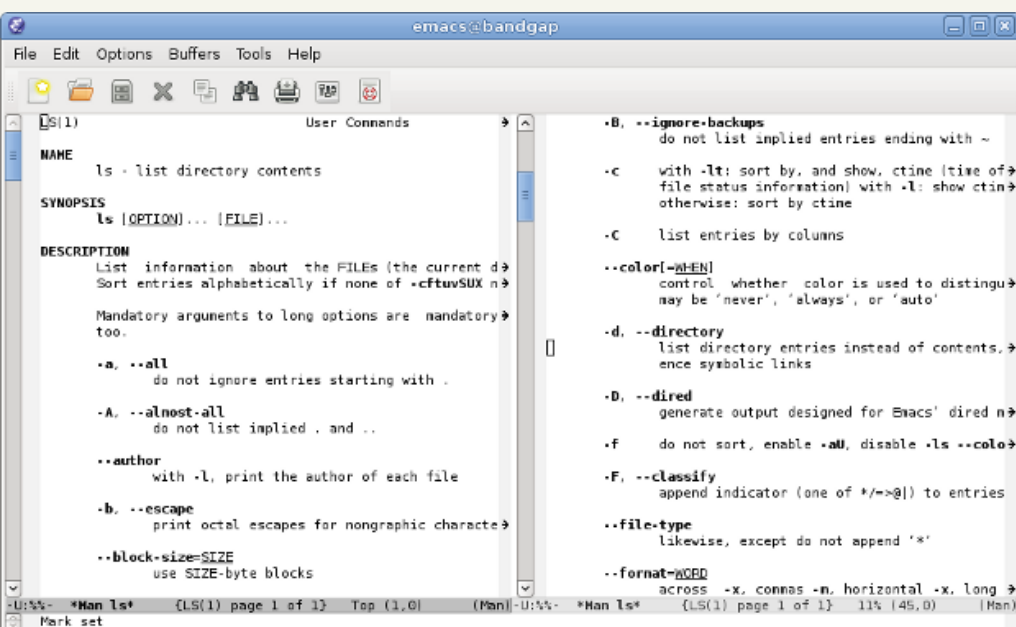 emacs@bandgap
File Edit Options Buffers Tools Help
LS(1) User Commands
NAME
ls - list directory contents
SYNOPSIS
ls [OPTION]... [FILE]...
DESCRIPTION
List information about the FILEs (the current d
Sort entries alphabetically if none of -cftuvSUX n
Mandatory arguments to long options are mandatory
too.
-a, --all
do not ignore entries starting with .
-A, --almost-all
do not list implied . and ..
--author
with -l, print the author of each file
-b, --escape
print octal escapes for nongraphic characte
--block-size=SIZE
use SIZE-byte blocks
-U:%%- *Man ls* {LS(1) page 1 of 1} Top (1,0) (Man)
-B, --ignore-backups
do not list implied entries ending with ~
-c with -lt: sort by, and show, ctime (time of
file status information) with -l: show ctim
otherwise: sort by ctime
-C list entries by columns
--color[=WHEN]
control whether color is used to distingu
may be ‘never’, ‘always’, or ‘auto’
-d, --directory
list directory entries instead of contents,
ence symbolic links
-D, --dired
generate output designed for Emacs' dired m
-f do not sort, enable -aU, disable -ls --colo
-F, --classify
append indicator (one of */=>@|) to entries
--file-type
likewise, except do not append ‘*’
--format=WORD
across -x, commas -m, horizontal -x, long
-U:%%- *Man ls* {LS(1) page 1 of 1} 11% (45,0) (Man)
Mark set